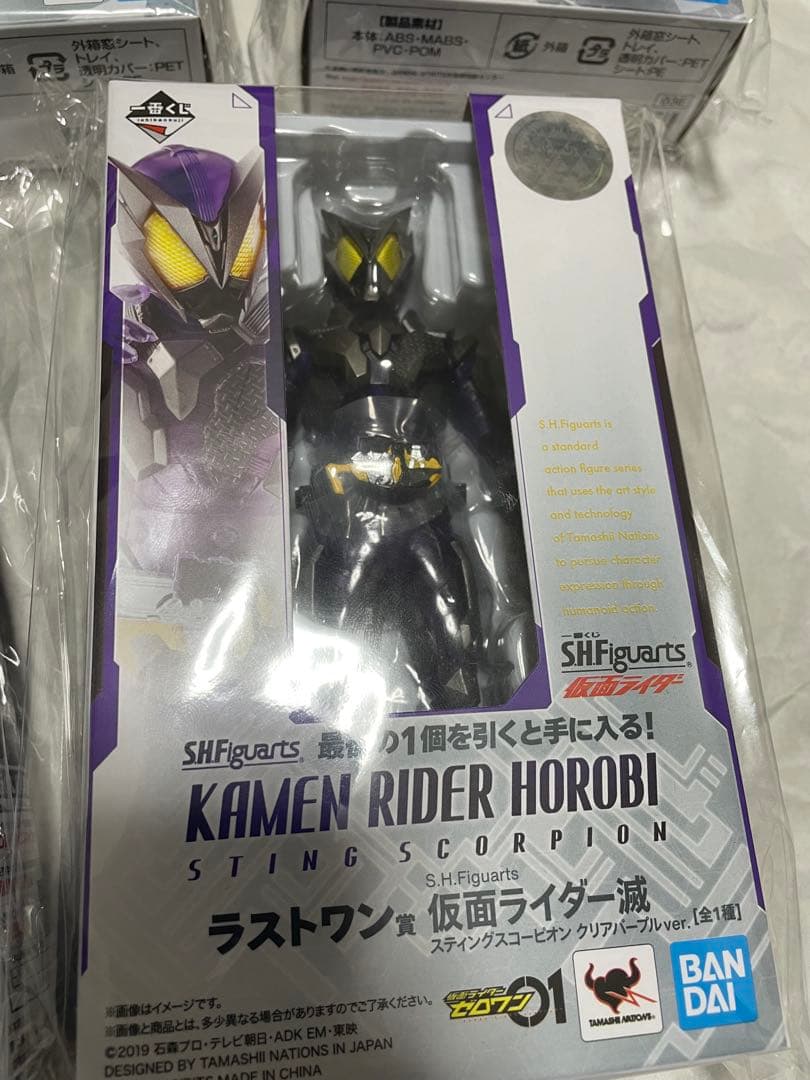 外箱窓シート、
トレイ、
透明カバー:PET
箱
【製品素材】
本体:ABS・MABS・
PVC・POM
紙
外箱
プラ
外箱窓シート、
トレイ、
透明カバー:PET
シート:PE
一番くじ
ichibankuji
S.H.Figuarts is
a standard
action figure series
that uses the art style
and technology
of Tamashii Nations
to pursue character
expression through
humanoid action.
一番くじ
S.H.Figuarts
仮面ライダー
S.H.Figuarts 最後の1個を引くと手に入る!
KAMEN RIDER HOROBI
STING SCORPION
S.H.Figuarts
ラストワン賞 仮面ライダー滅
スティングスコーピオン クリアパープルver. [全1種]
※画像はイメージです。
※画像と商品とは、多少異なる場合がありますのでご了承ください。
©2019 石森プロ・テレビ朝日・ADK EM・東映
DESIGNED BY TAMASHII NATIONS IN JAPAN
MADE IN CHINA
仮面ライダー
ゼロワン01
TAMASHII NATIONS
BAN
DAI